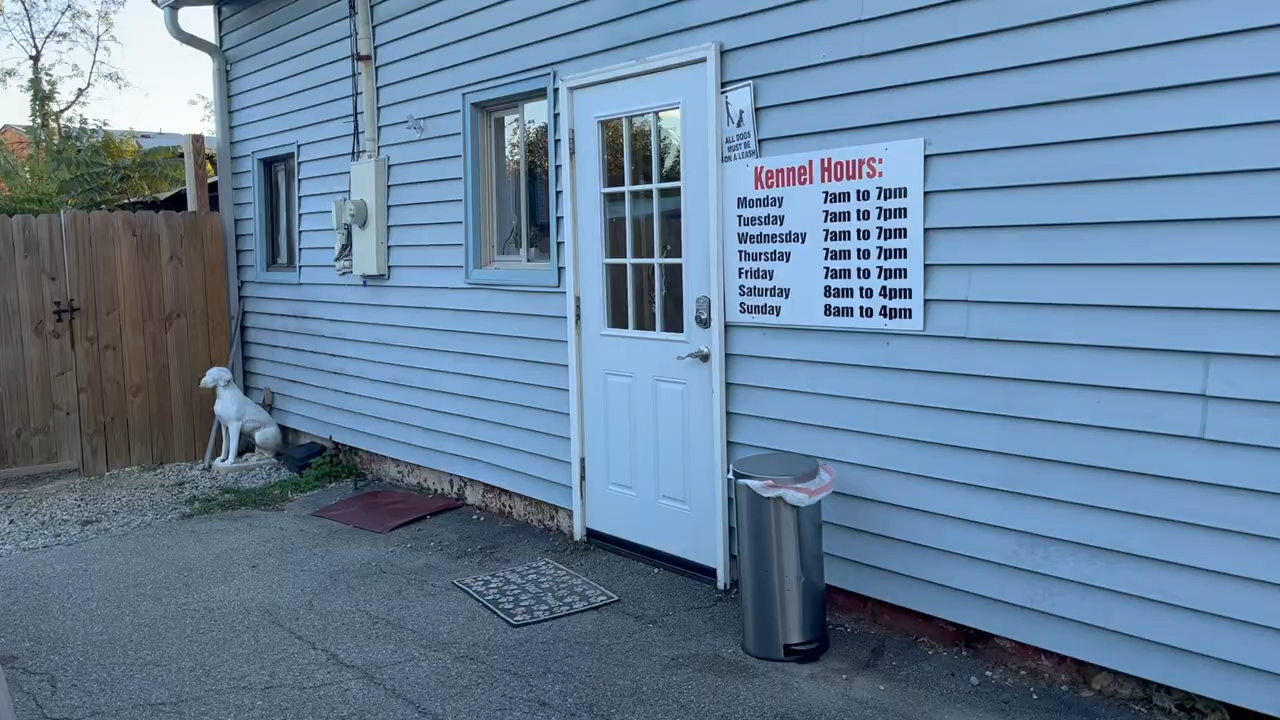 ALL DOGS
MUST BE
ON A LEASH
Kennel Hours:
Monday 7am to 7pm
Tuesday 7am to 7pm
Wednesday 7am to 7pm
Thursday 7am to 7pm
Friday 7am to 7pm
Saturday 8am to 4pm
Sunday 8am to 4pm